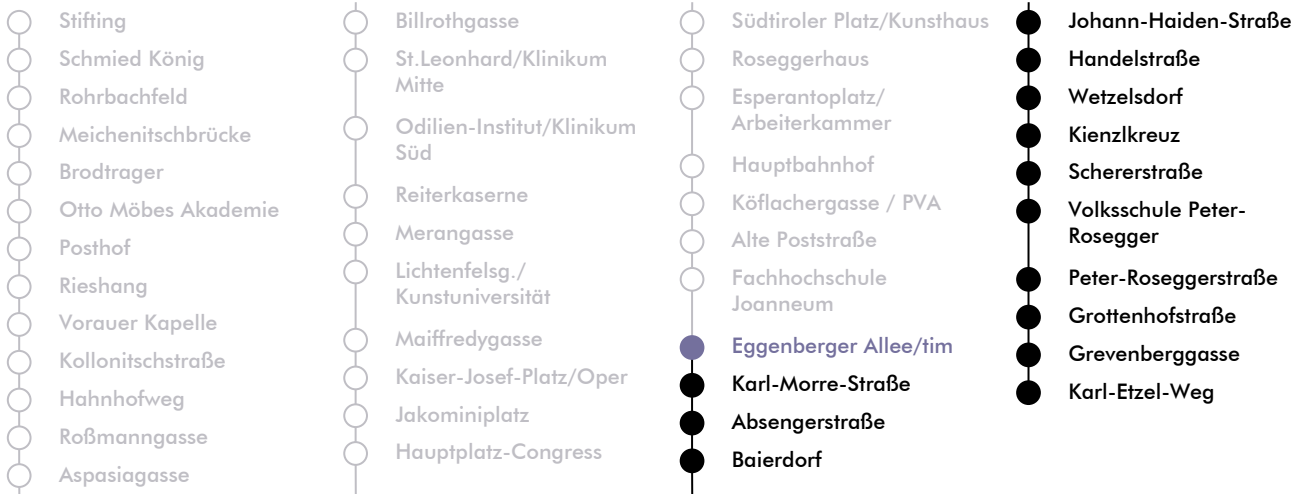 Stifting
Schmied König
Rohrbachfeld
Meichenitschbrücke
Brodtrager
Otto Möbes Akademie
Posthof
Rieshang
Vorauer Kapelle
Kollonitschstraße
Hahnhofweg
Roßmanngasse
Aspasiagasse
Billrothgasse
St.Leonhard/Klinikum
Mitte
Odilien-Institut/Klinikum
Süd
Reiterkaserne
Merangasse
Lichtenfelsg./
Kunstuniversität
Maiffredygasse
Kaiser-Josef-Platz/Oper
Jakominiplatz
Hauptplatz-Congress
Südtiroler Platz/Kunsthaus
Roseggerhaus
Esperantoplatz/
Arbeiterkammer
Hauptbahnhof
Köflachergasse / PVA
Alte Poststraße
Fachhochschule
Joanneum
Eggenberger Allee/tim
Karl-Morre-Straße
Absengerstraße
Baierdorf
Johann-Haiden-Straße
Handelstraße
Wetzelsdorf
Kienzlkreuz
Schererstraße
Volksschule Peter-
Rosegger
Peter-Roseggerstraße
Grottenhofstraße
Grevenberggasse
Karl-Etzel-Weg